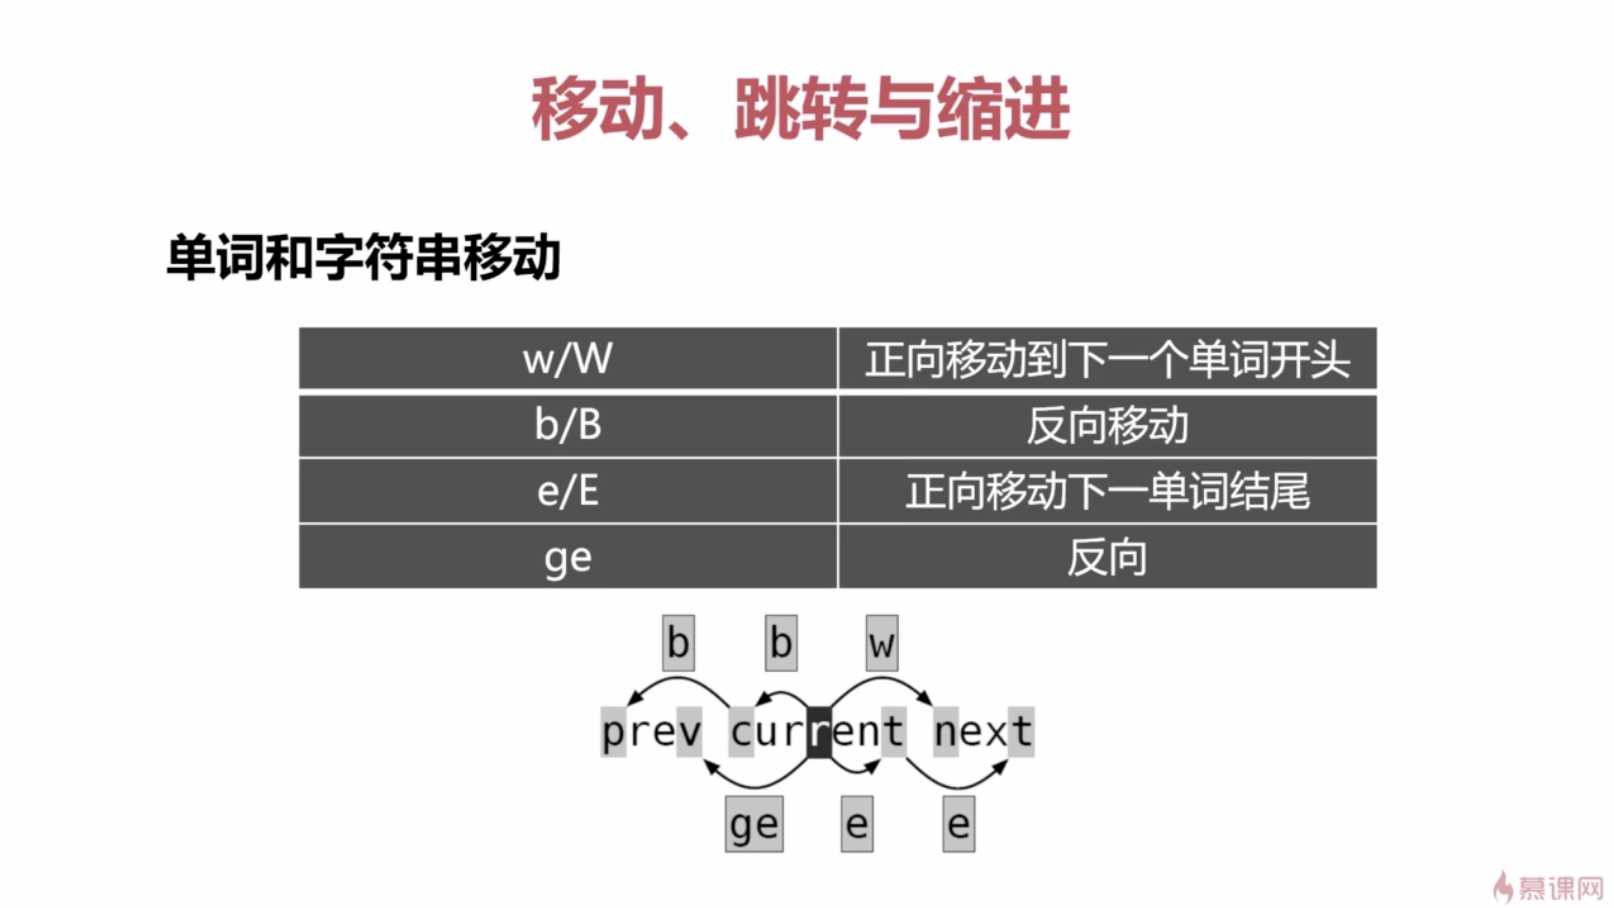 移动、跳转与缩进
单词和字符串移动
w/W 正向移动到下一个单词开头
b/B 反向移动
e/E 正向移动下一单词结尾
ge 反向
b b w
prev current next
ge e e
慕课网